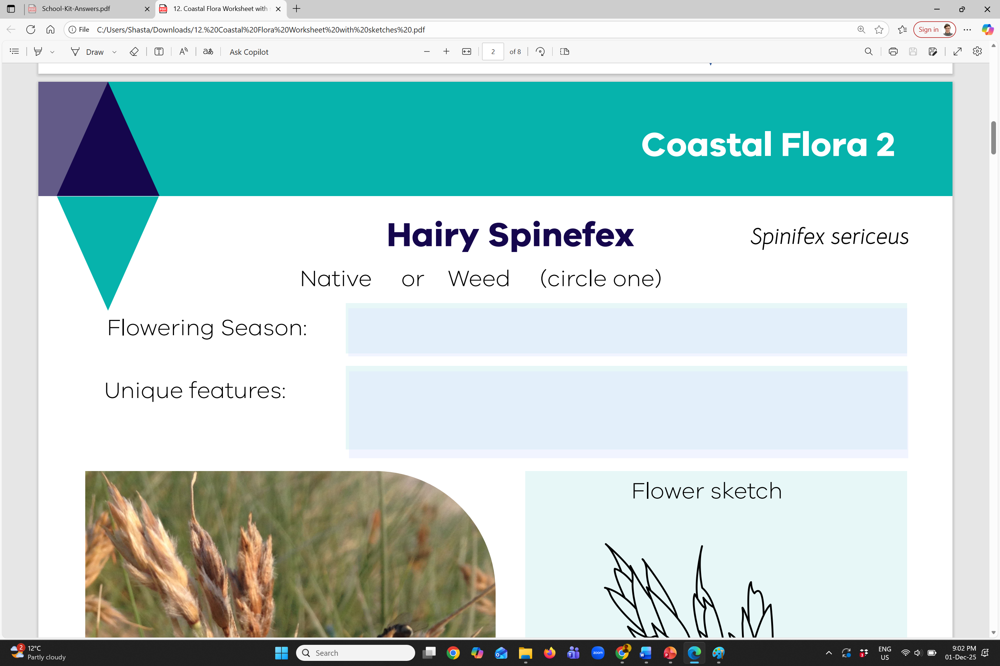 School-Kit-Answers.pdf
12. Coastal Flora Worksheet with
File C:/Users/Shasta/Downloads/12.%20Coastal%20Flora%20Worksheet%20with%20sketches%20.pdf
Sign in
Draw
Ask Copilot
2 of 8
Coastal Flora 2
Hairy Spinefex
Spinifex sericeus
Native or Weed (circle one)
Flowering Season:
Unique features:
Flower sketch
2
12°C
Partly cloudy
Search
zoom
3
ENG
US
9:02 PM
01-Dec-25